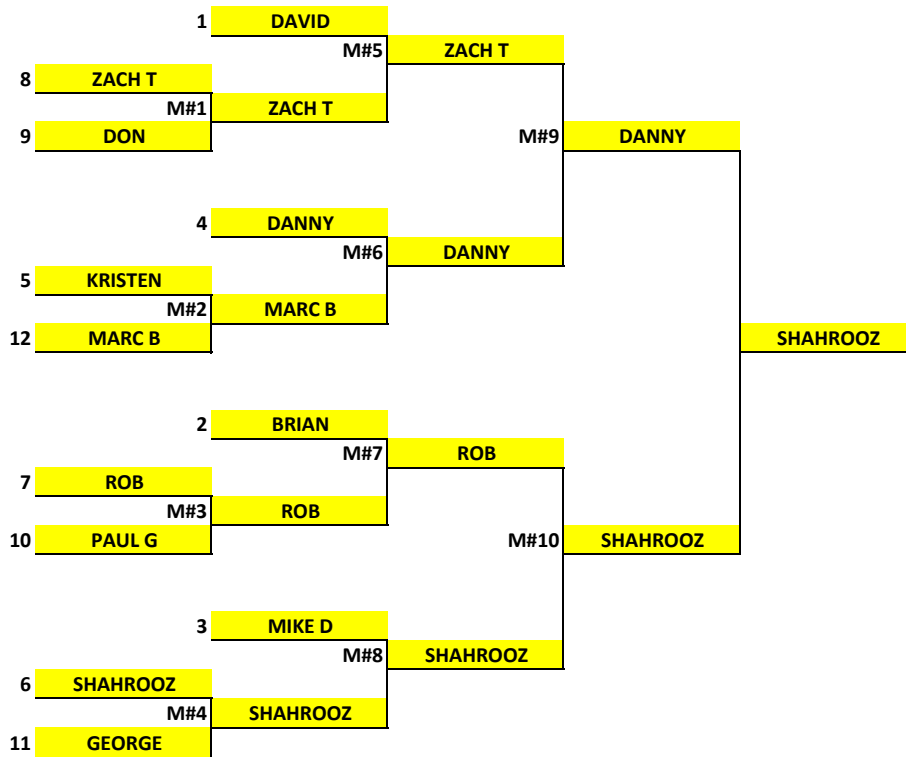 1 DAVID
M#5 ZACH T
8 ZACH T
M#1 ZACH T
9 DON
M#9 DANNY
4 DANNY
M#6 DANNY
5 KRISTEN
M#2 MARC B
12 MARC B
SHAHROOZ
2 BRIAN
M#7 ROB
7 ROB
M#3 ROB
10 PAUL G
M#10 SHAHROOZ
3 MIKE D
M#8 SHAHROOZ
6 SHAHROOZ
M#4 SHAHROOZ
11 GEORGE